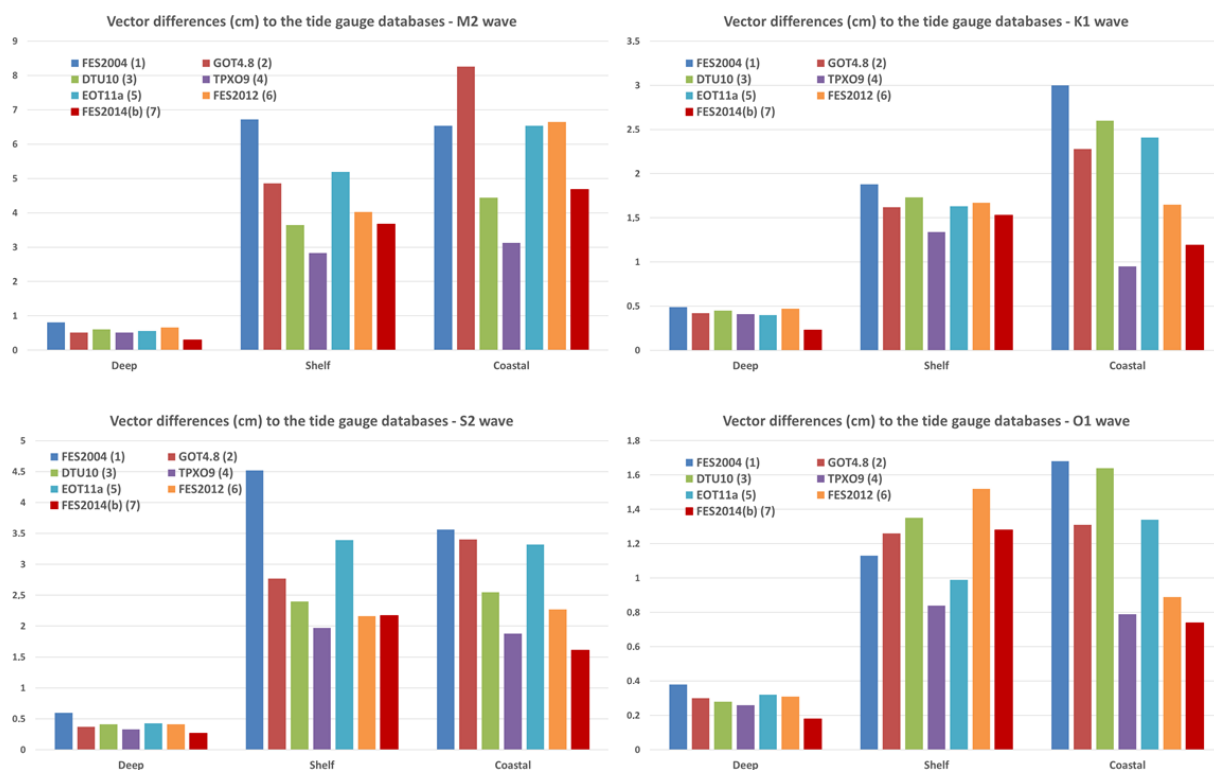 Vector differences (cm) to the tide gauge databases - M2 wave
9
8
7
6
5
4
3
2
1
0
FES2004 (1) GOT4.8 (2)
DTU10 (3) TPXO9 (4)
EOT11a (5) FES2012 (6)
FES2014(b) (7)
Deep Shelf Coastal
Vector differences (cm) to the tide gauge databases - K1 wave
3.5
3
2.5
2
1.5
1
0.5
0
FES2004 (1) GOT4.8 (2)
DTU10 (3) TPXO9 (4)
EOT11a (5) FES2012 (6)
FES2014(b) (7)
Deep Shelf Coastal
Vector differences (cm) to the tide gauge databases - S2 wave
5
4.5
4
3.5
3
2.5
2
1.5
1
0.5
0
FES2004 (1) GOT4.8 (2)
DTU10 (3) TPXO9 (4)
EOT11a (5) FES2012 (6)
FES2014(b) (7)
Deep Shelf Coastal
Vector differences (cm) to the tide gauge databases - O1 wave
1.8
1.6
1.4
1.2
1
0.8
0.6
0.4
0.2
0
FES2004 (1) GOT4.8 (2)
DTU10 (3) TPXO9 (4)
EOT11a (5) FES2012 (6)
FES2014(b) (7)
Deep Shelf Coastal